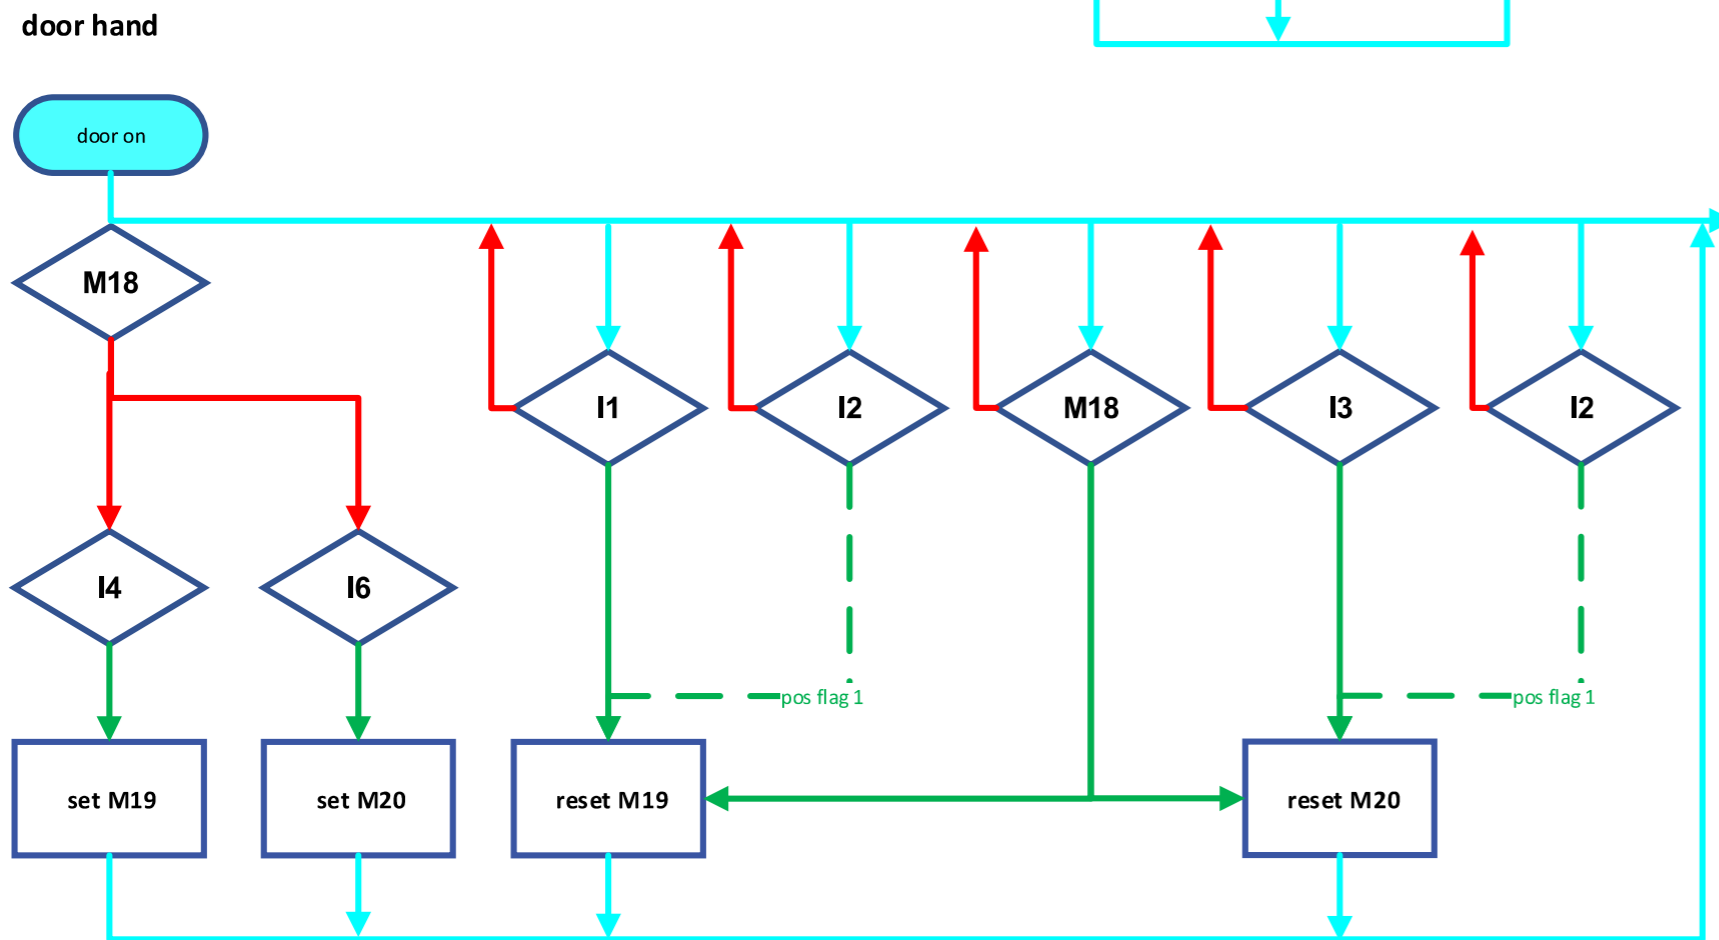 door hand
door on
M18
I1
I2
M18
I3
I2
I4
I6
pos flag 1
pos flag 1
set M19
set M20
reset M19
reset M20